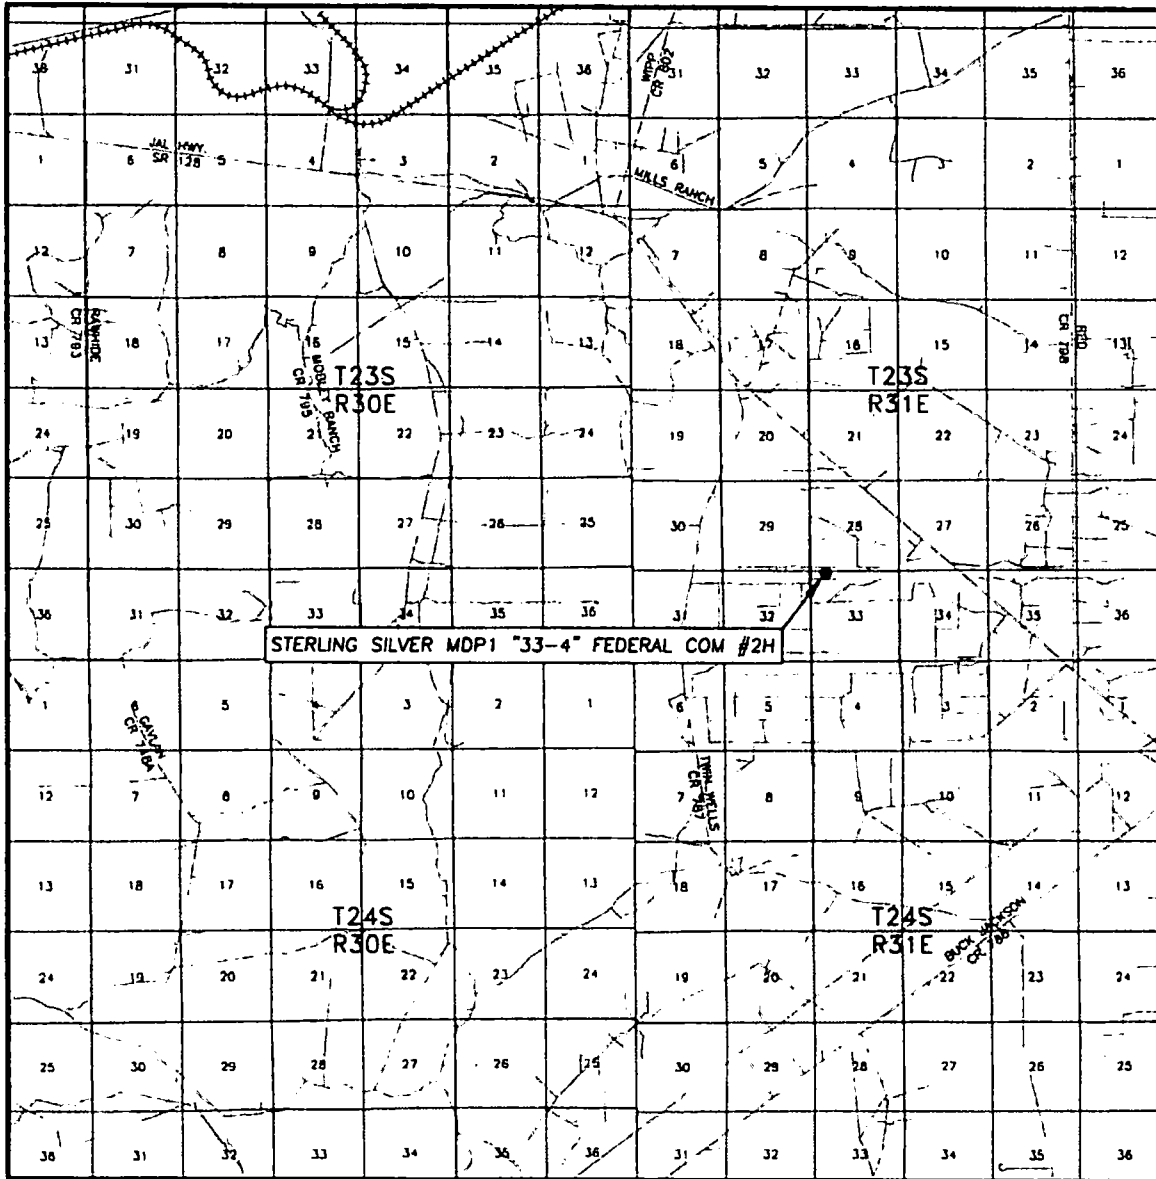 36 31 32 33 34 35 36 31 32 33 34 35 36
WIPP
CR 802
1 6 5 4 3 2 1 6 5 4 3 2 1
JAL HWY.
SR 128
MILLS RANCH
12 7 8 9 10 11 12 7 8 9 10 11 12
RAWHIDE
CR 793
RED
CR 798
13 18 17 16 15 14 13 18 17 16 15 14 13
MOBLEY RANCH
CR 795
T23S
R30E
T23S
R31E
24 19 20 21 22 23 24 19 20 21 22 23 24
25 30 29 28 27 26 25 30 29 28 27 26 25
36 31 32 33 34 35 36 31 32 33 34 35 36
STERLING SILVER MDP1 "33-4" FEDERAL COM #2H
1 6 5 4 3 2 1 6 5 4 3 2 1
CR 748A
TWIN WELLS
CR 787
12 7 8 9 10 11 12 7 8 9 10 11 12
13 18 17 16 15 14 13 18 17 16 15 14 13
T24S
R30E
T24S
R31E
BUCK JACKSON
24 19 20 21 22 23 24 19 20 21 22 23 24
25 30 29 28 27 26 25 30 29 28 27 26 25
36 31 32 33 34 35 36 31 32 33 34 35 36